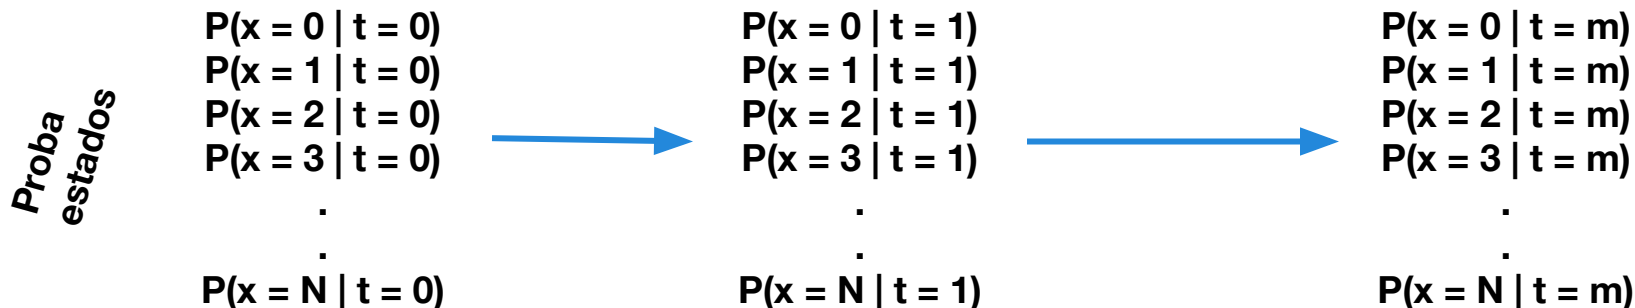 Proba
estados
P(x = 0 | t = 0)
P(x = 1 | t = 0)
P(x = 2 | t = 0)
P(x = 3 | t = 0)
.
.
P(x = N | t = 0)
P(x = 0 | t = 1)
P(x = 1 | t = 1)
P(x = 2 | t = 1)
P(x = 3 | t = 1)
.
.
P(x = N | t = 1)
P(x = 0 | t = m)
P(x = 1 | t = m)
P(x = 2 | t = m)
P(x = 3 | t = m)
.
.
P(x = N | t = m)